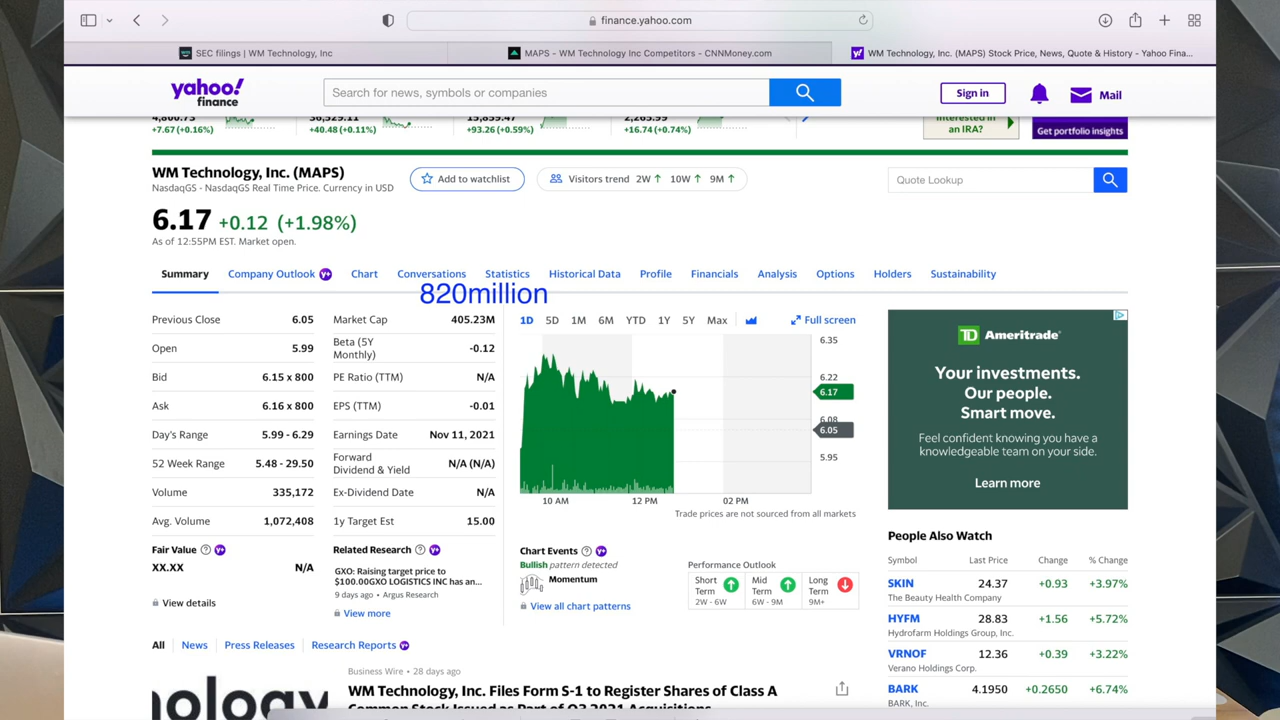 finance.yahoo.com
SEC filings | WM Technology, Inc
MAPS - WM Technology Inc Competitors - CNNMoney.com
WM Technology, Inc. (MAPS) Stock Price, News, Quote & History - Yahoo Fina...
yahoo!
finance
Search for news, symbols or companies
Sign in
Mail
+7.67 (+0.16%)
+40.48 (+0.11%)
+93.26 (+0.59%)
+16.74 (+0.74%)
an IRA?
Get portfolio insights
WM Technology, Inc. (MAPS)
NasdaqGS - NasdaqGS Real Time Price. Currency in USD
Add to watchlist
Visitors trend 2W 10W 9M
Quote Lookup
6.17 +0.12 (+1.98%)
As of 12:55PM EST. Market open.
Summary
Company Outlook
Chart
Conversations
Statistics
Historical Data
Profile
Financials
Analysis
Options
Holders
Sustainability
820million
Previous Close 6.05
Open 5.99
Bid 6.15 x 800
Ask 6.16 x 800
Day's Range 5.99 - 6.29
52 Week Range 5.48 - 29.50
Volume 335,172
Avg. Volume 1,072,408
Market Cap 405.23M
Beta (5Y
Monthly) -0.12
PE Ratio (TTM) N/A
EPS (TTM) -0.01
Earnings Date Nov 11, 2021
Forward
Dividend & Yield N/A (N/A)
Ex-Dividend Date N/A
1y Target Est 15.00
Fair Value
XX.XX N/A
View details
Related Research
GXO: Raising target price to
$100.00GXO LOGISTICS INC has an...
9 days ago • Argus Research
View more
1D 5D 1M 6M YTD 1Y 5Y Max
Full screen
6.35
6.22
6.17
6.08
6.05
5.95
10 AM 12 PM 02 PM
Trade prices are not sourced from all markets
Chart Events
Bullish pattern detected
Momentum
View all chart patterns
Performance Outlook
Short
Term
2W - 6W
Mid
Term
6W - 9M
Long
Term
9M+
TD Ameritrade
Your investments.
Our people.
Smart move.
Feel confident knowing you have a
knowledgeable team on your side.
Learn more
People Also Watch
Symbol Last Price Change % Change
SKIN 24.37 +0.93 +3.97%
The Beauty Health Company
HYFM 28.83 +1.56 +5.72%
Hydrofarm Holdings Group, Inc.
VRNOF 12.36 +0.39 +3.22%
Verano Holdings Corp.
BARK 4.1950 +0.2650 +6.74%
BARK, Inc.
All
News
Press Releases
Research Reports
Business Wire • 28 days ago
WM Technology, Inc. Files Form S-1 to Register Shares of Class A
Common Stock Issued as Part of Q3 2021 Acquisitions
nology